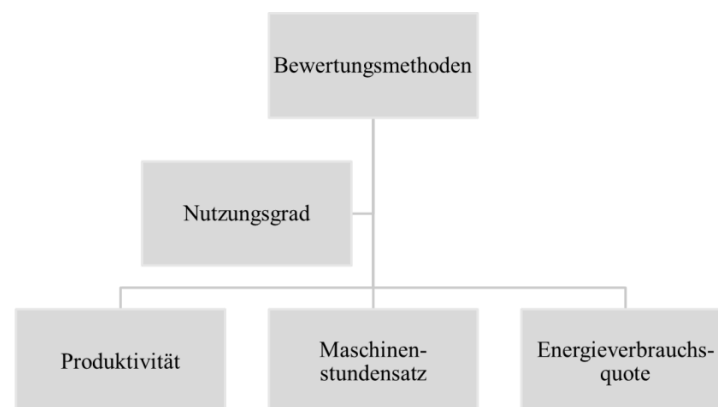 Bewertungsmethoden
Nutzungsgrad
Produktivität
Maschinen-
stundensatz
Energieverbrauchs-
quote